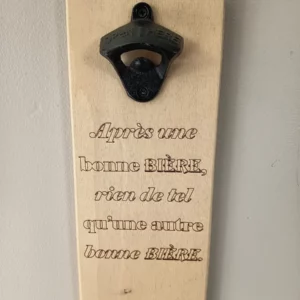 Après une
bonne BIÈRE,
rien de tel
qu'une autre
bonne BIÈRE.